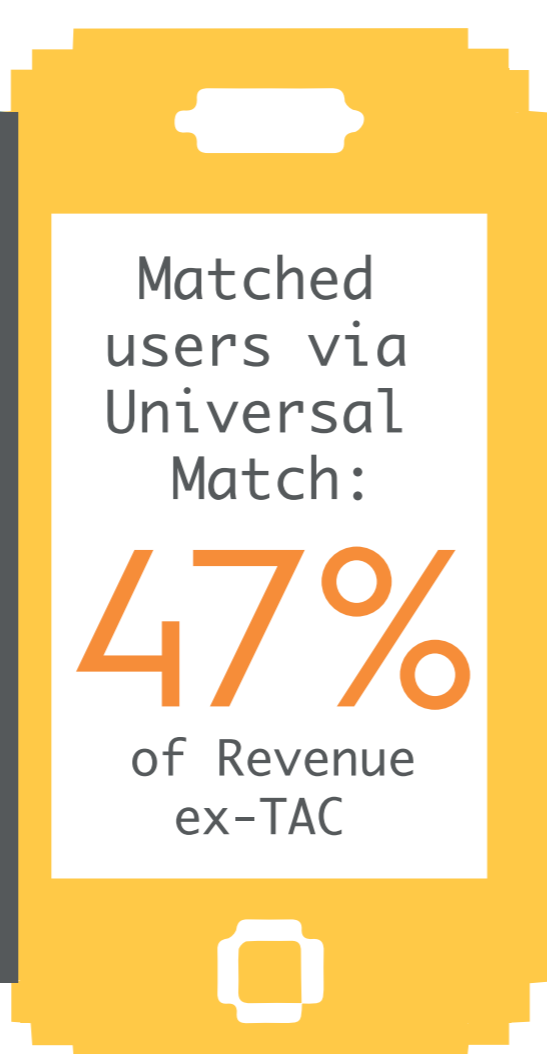 Matched
users via
Universal
Match:
47%
of Revenue
ex-TAC